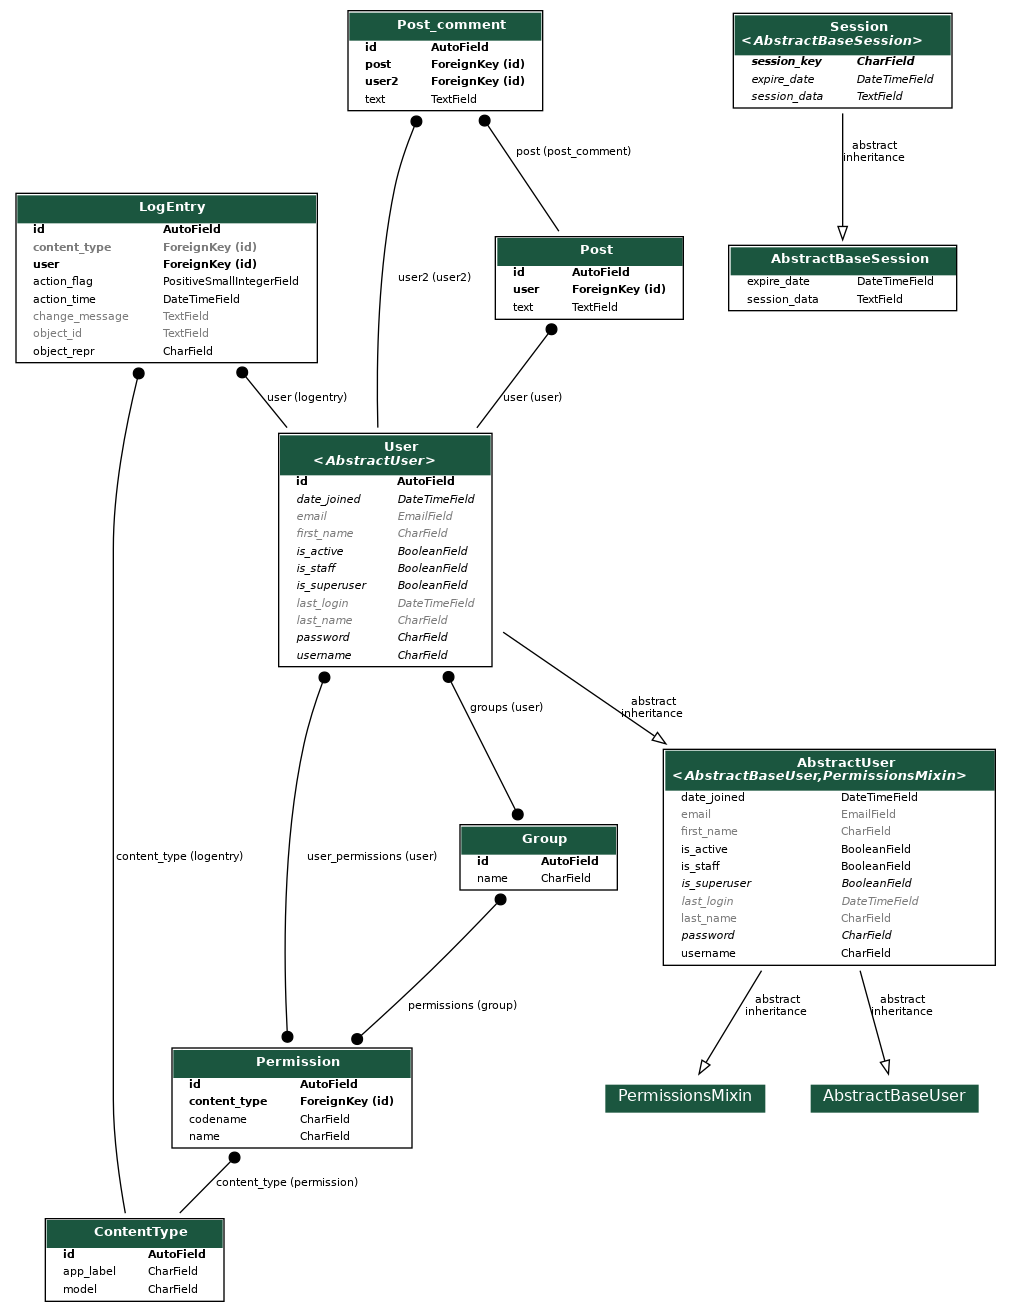 Post_comment
id AutoField
post ForeignKey (id)
user2 ForeignKey (id)
text TextField
Session
<AbstractBaseSession>
session_key CharField
expire_date DateTimeField
session_data TextField
post (post_comment)
abstract
inheritance
LogEntry
id AutoField
content_type ForeignKey (id)
user ForeignKey (id)
action_flag PositiveSmallIntegerField
action_time DateTimeField
change_message TextField
object_id TextField
object_repr CharField
user2 (user2)
Post
id AutoField
user ForeignKey (id)
text TextField
AbstractBaseSession
expire_date DateTimeField
session_data TextField
user (logentry)
user (user)
User
<AbstractUser>
id AutoField
date_joined DateTimeField
email EmailField
first_name CharField
is_active BooleanField
is_staff BooleanField
is_superuser BooleanField
last_login DateTimeField
last_name CharField
password CharField
username CharField
groups (user)
abstract
inheritance
AbstractUser
<AbstractBaseUser,PermissionsMixin>
date_joined DateTimeField
email EmailField
first_name CharField
is_active BooleanField
is_staff BooleanField
is_superuser BooleanField
last_login DateTimeField
last_name CharField
password CharField
username CharField
content_type (logentry)
user_permissions (user)
Group
id AutoField
name CharField
permissions (group)
abstract
inheritance
abstract
inheritance
Permission
id AutoField
content_type ForeignKey (id)
codename CharField
name CharField
PermissionsMixin
AbstractBaseUser
content_type (permission)
ContentType
id AutoField
app_label CharField
model CharField